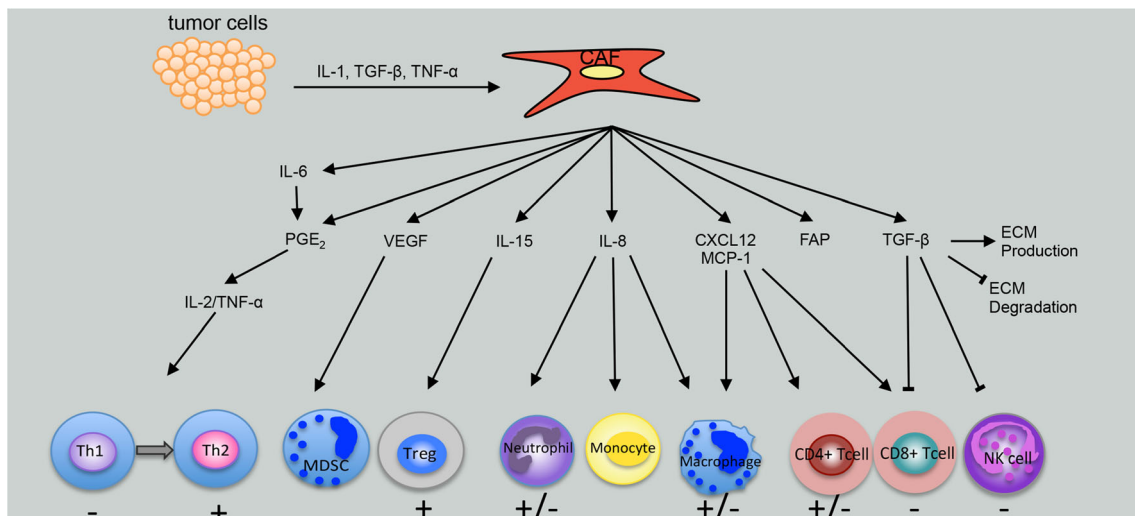 tumor cells
CAF
IL-1, TGF-β, TNF-α
IL-6
PGE₂
VEGF
IL-15
IL-8
CXCL12
MCP-1
FAP
TGF-β
ECM
Production
ECM
Degradation
IL-2/TNF-α
Th1
Th2
MDSC
Treg
Neutrophil
Monocyte
Macrophage
CD4+ Tcell
CD8+ Tcell
NK cell
- + + +/- +/- +/- - -